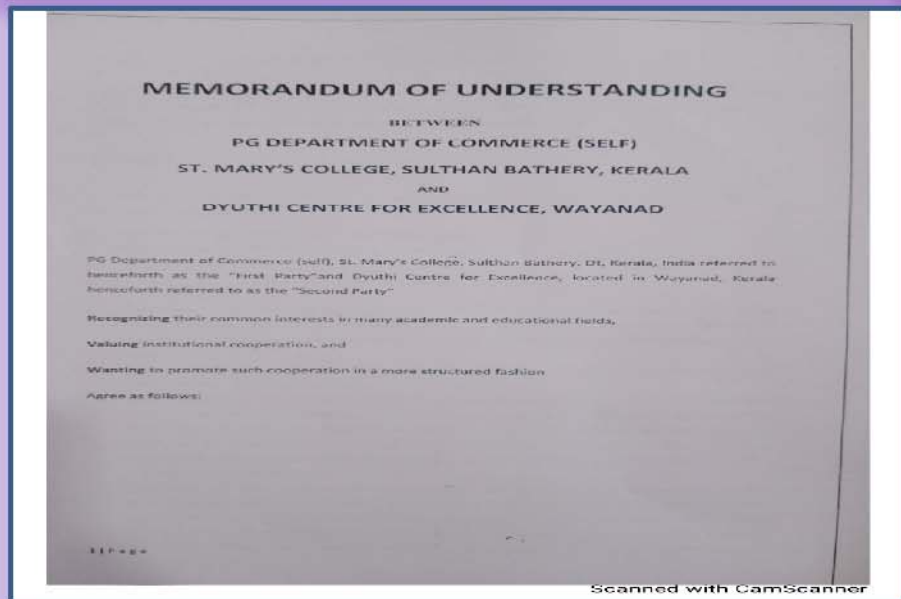 MEMORANDUM OF UNDERSTANDING
BETWEEN
PG DEPARTMENT OF COMMERCE (SELF)
ST. MARY'S COLLEGE, SULTHAN BATHERY, KERALA
AND
DYUTHI CENTRE FOR EXCELLENCE, WAYANAD
PG Department of Commerce (self), St. Mary's College, Sulthan Bathery, Dt, Kerala, India referred to
henceforth as the "First Party"and Dyuthi Centre for Excellence, located in Wayanad, Kerala
henceforth referred to as the "Second Party"
Recognizing their common interests in many academic and educational fields,
Valuing institutional cooperation, and
Wanting to promote such cooperation in a more structured fashion
Agree as follows:
1 | P a g e
Scanned with CamScanner